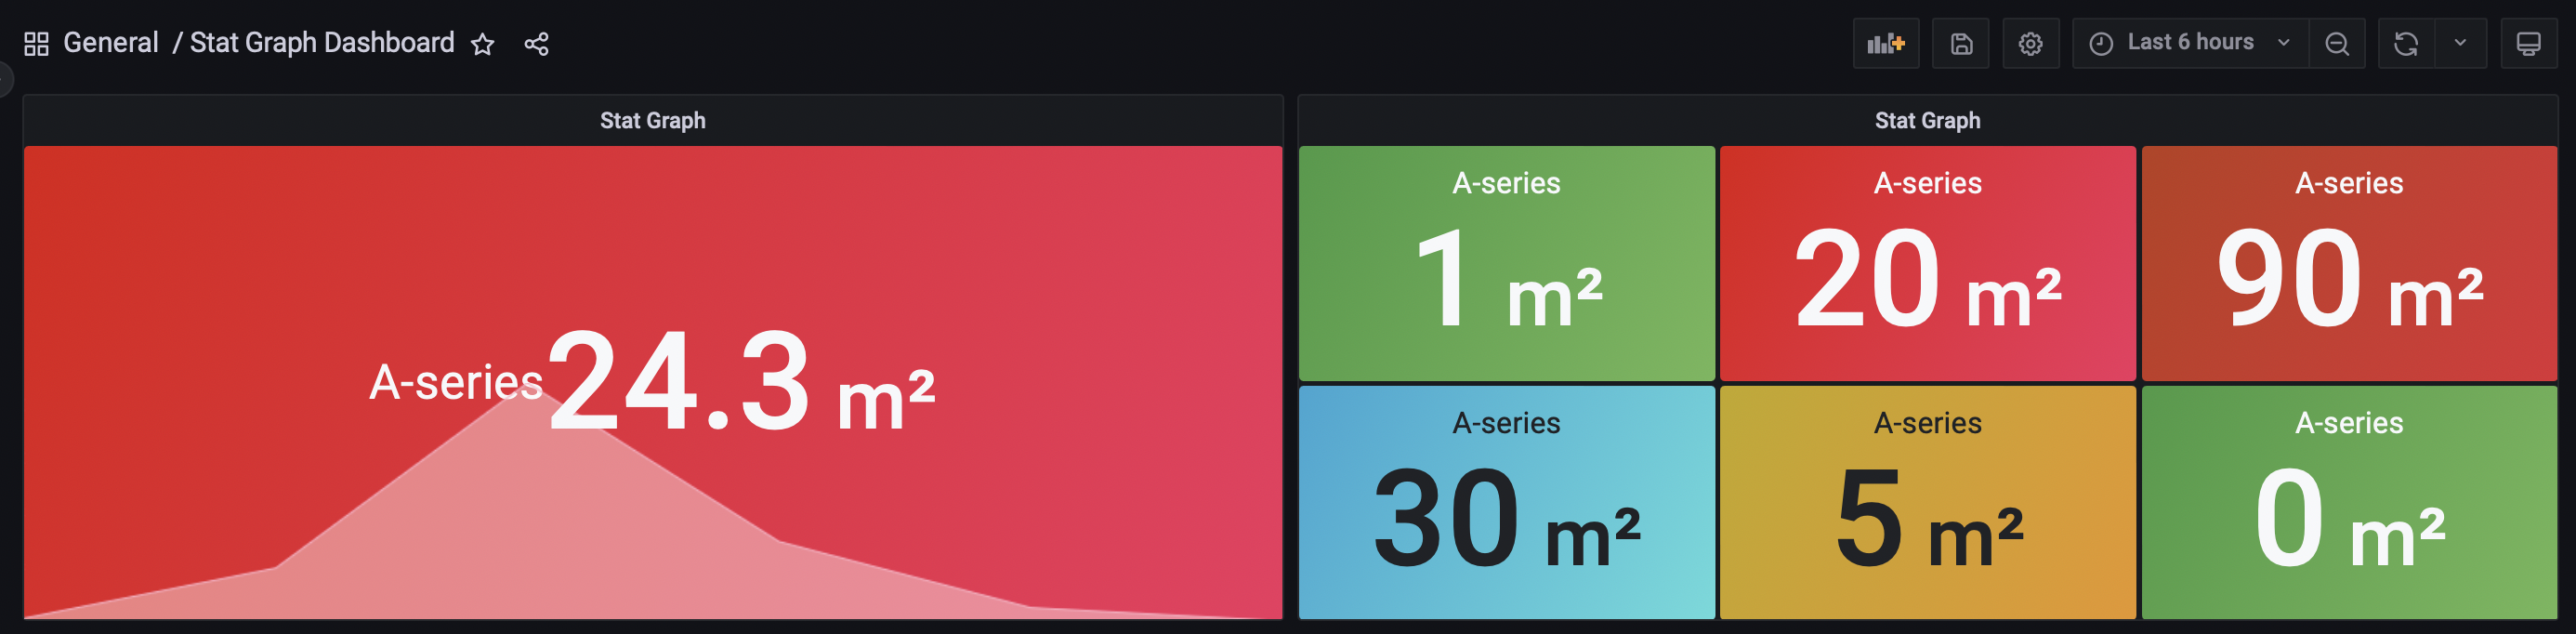 General / Stat Graph Dashboard
Last 6 hours
Stat Graph
A-series 24.3 m²
Stat Graph
A-series
1 m²
A-series
20 m²
A-series
90 m²
A-series
30 m²
A-series
5 m²
A-series
0 m²